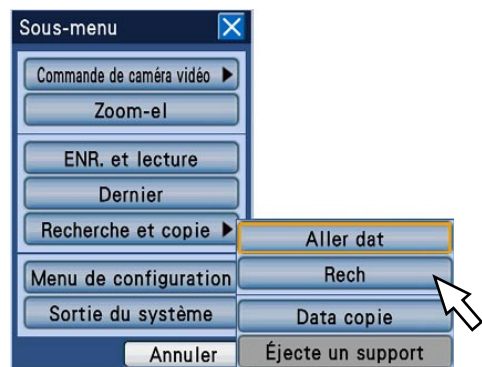 Sous-menu
Commande de caméra vidéo
Zoom-el
ENR. et lecture
Dernier
Recherche et copie
Menu de configuration
Sortie du système
Annuler
Aller dat
Rech
Data copie
Éjecte un support